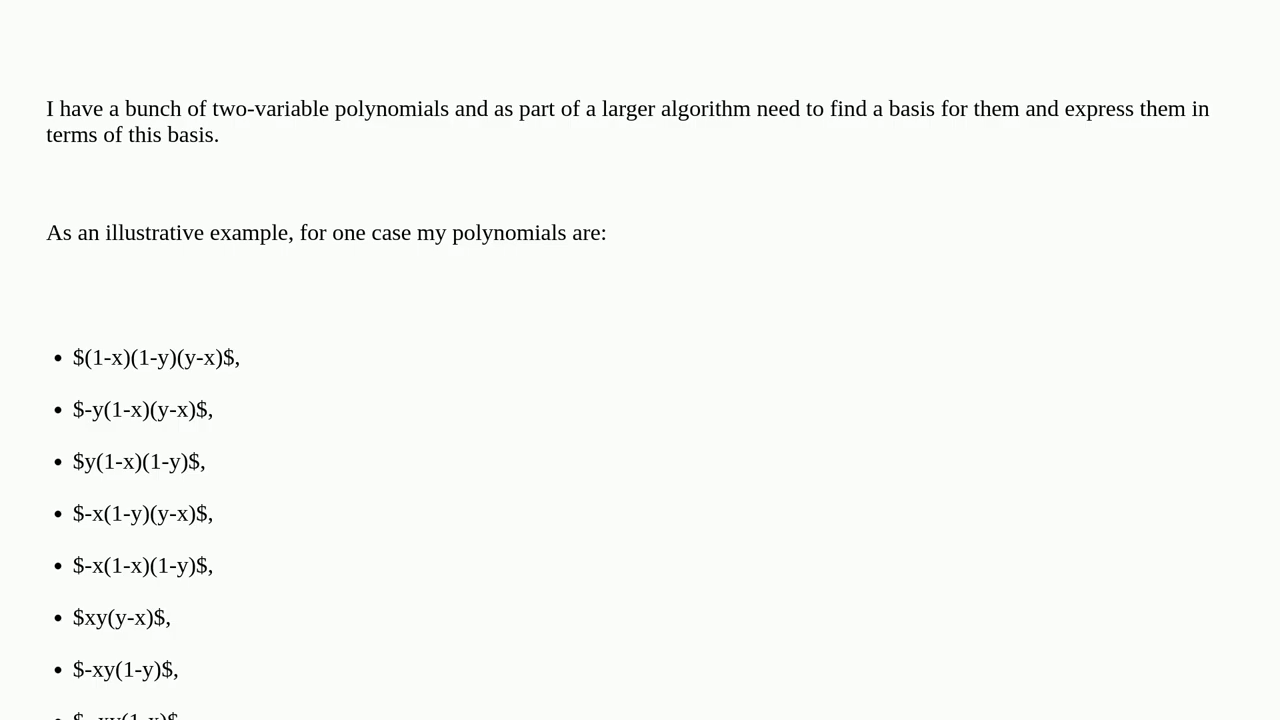 I have a bunch of two-variable polynomials and as part of a larger algorithm need to find a basis for them and express them in
terms of this basis.
As an illustrative example, for one case my polynomials are:
• $(1-x)(1-y)(y-x)$,
• $-y(1-x)(y-x)$,
• $y(1-x)(1-y)$,
• $-x(1-y)(y-x)$,
• $-x(1-x)(1-y)$,
• $xy(y-x)$,
• $-xy(1-y)$,